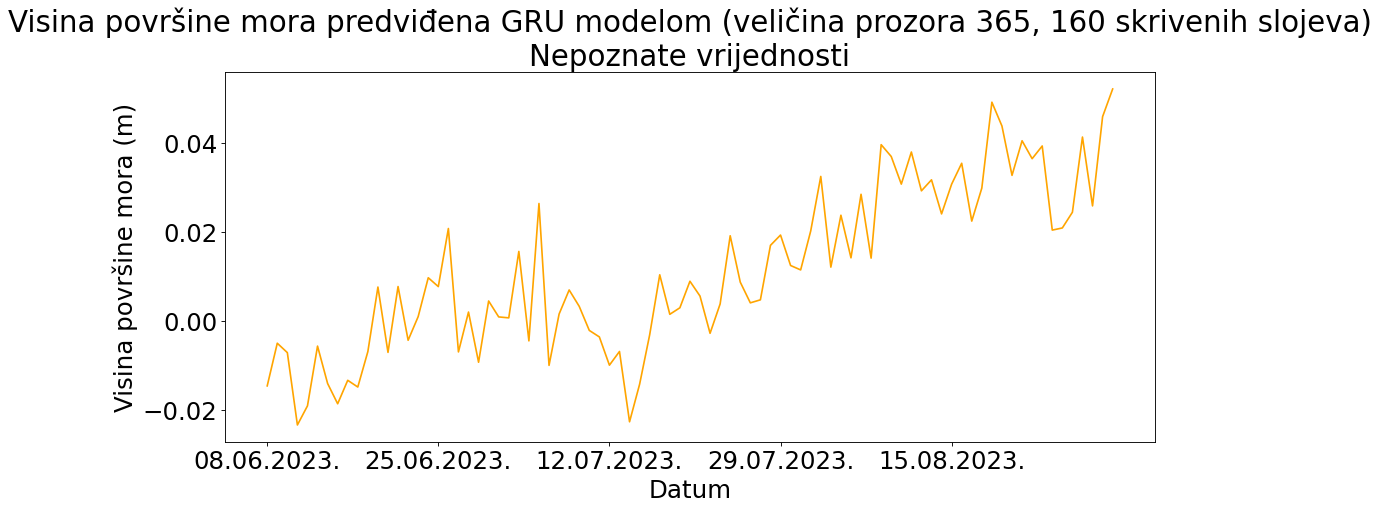 Visina površine mora predviđena GRU modelom (veličina prozora 365, 160 skrivenih slojeva)
Nepoznate vrijednosti
Visina površine mora (m)
0.04
0.02
0.00
−0.02
08.06.2023. 25.06.2023. 12.07.2023. 29.07.2023. 15.08.2023.
Datum